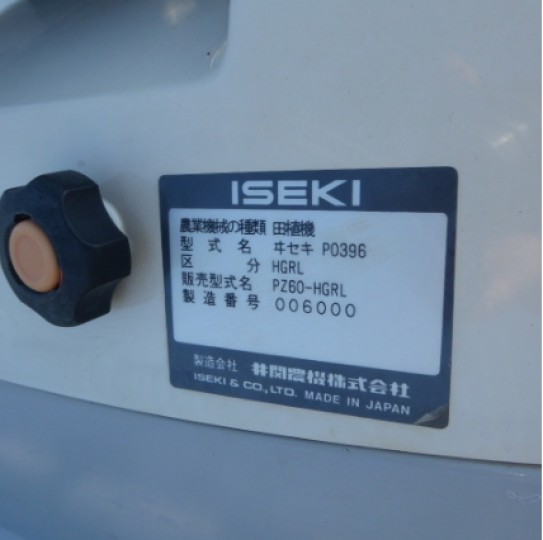 ISEKI
農業機械の種類 田植機
型式名 ヰセキ P0396
区分 HGRL
販売型式名 PZ60-HGRL
製造番号 006000
製造会社 井関農機株式会社
ISEKI & CO.,LTD. MADE IN JAPAN